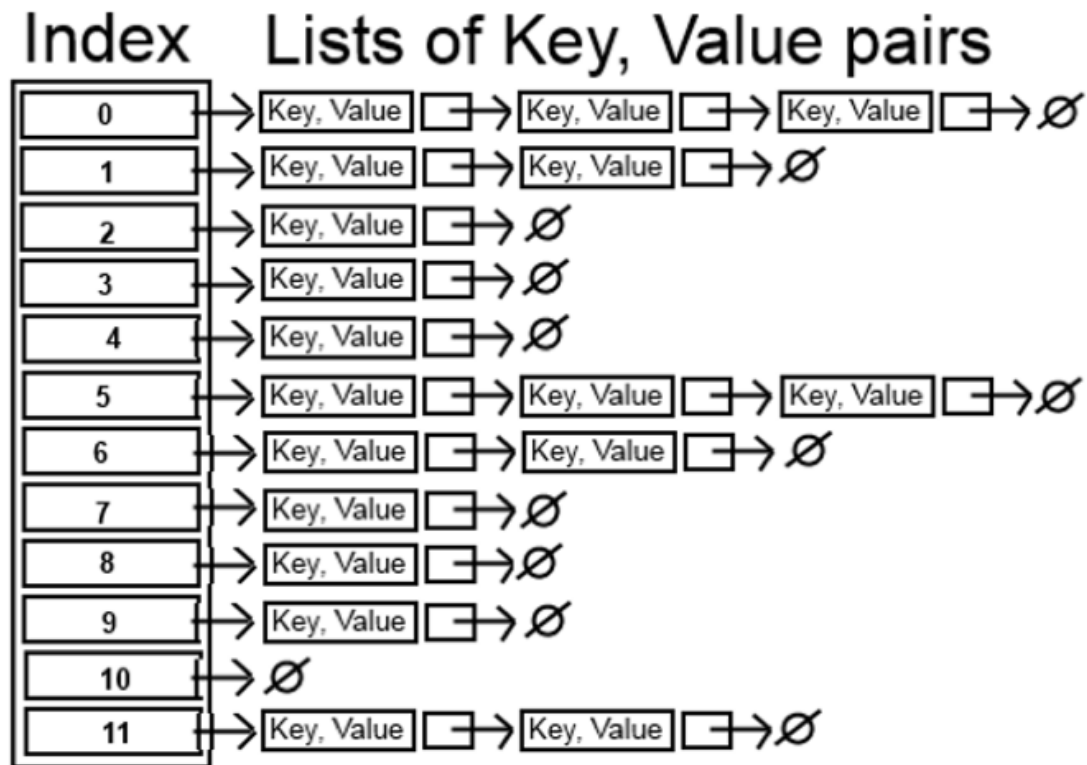 Index Lists of Key, Value pairs
0 Key, Value Key, Value Key, Value Ø
1 Key, Value Key, Value Ø
2 Key, Value Ø
3 Key, Value Ø
4 Key, Value Ø
5 Key, Value Key, Value Key, Value Ø
6 Key, Value Key, Value Ø
7 Key, Value Ø
8 Key, Value Ø
9 Key, Value Ø
10 Ø
11 Key, Value Key, Value Ø